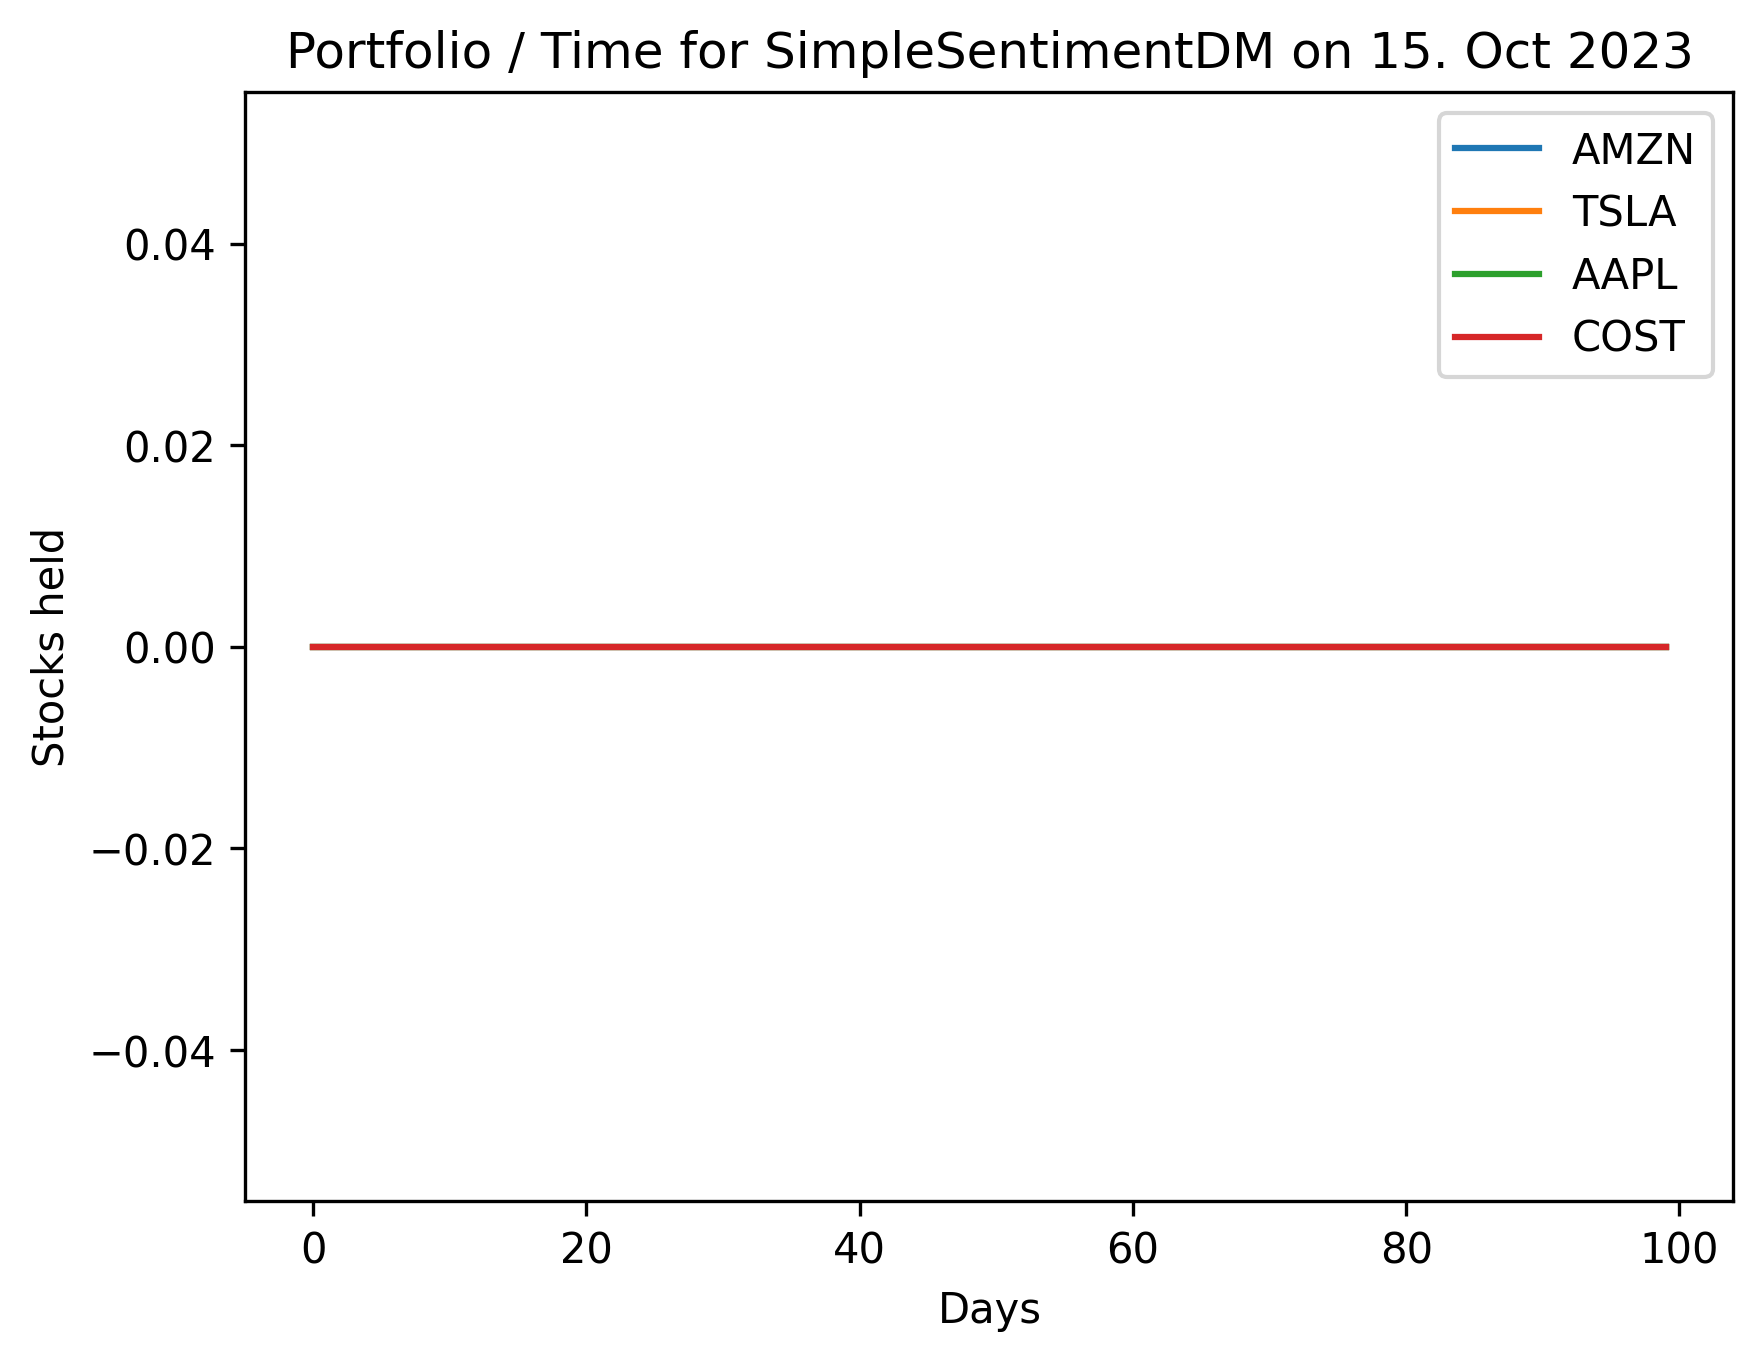 Portfolio / Time for SimpleSentimentDM on 15. Oct 2023
AMZN
TSLA
AAPL
COST
0.04
0.02
0.00
−0.02
−0.04
Stocks held
0 20 40 60 80 100
Days